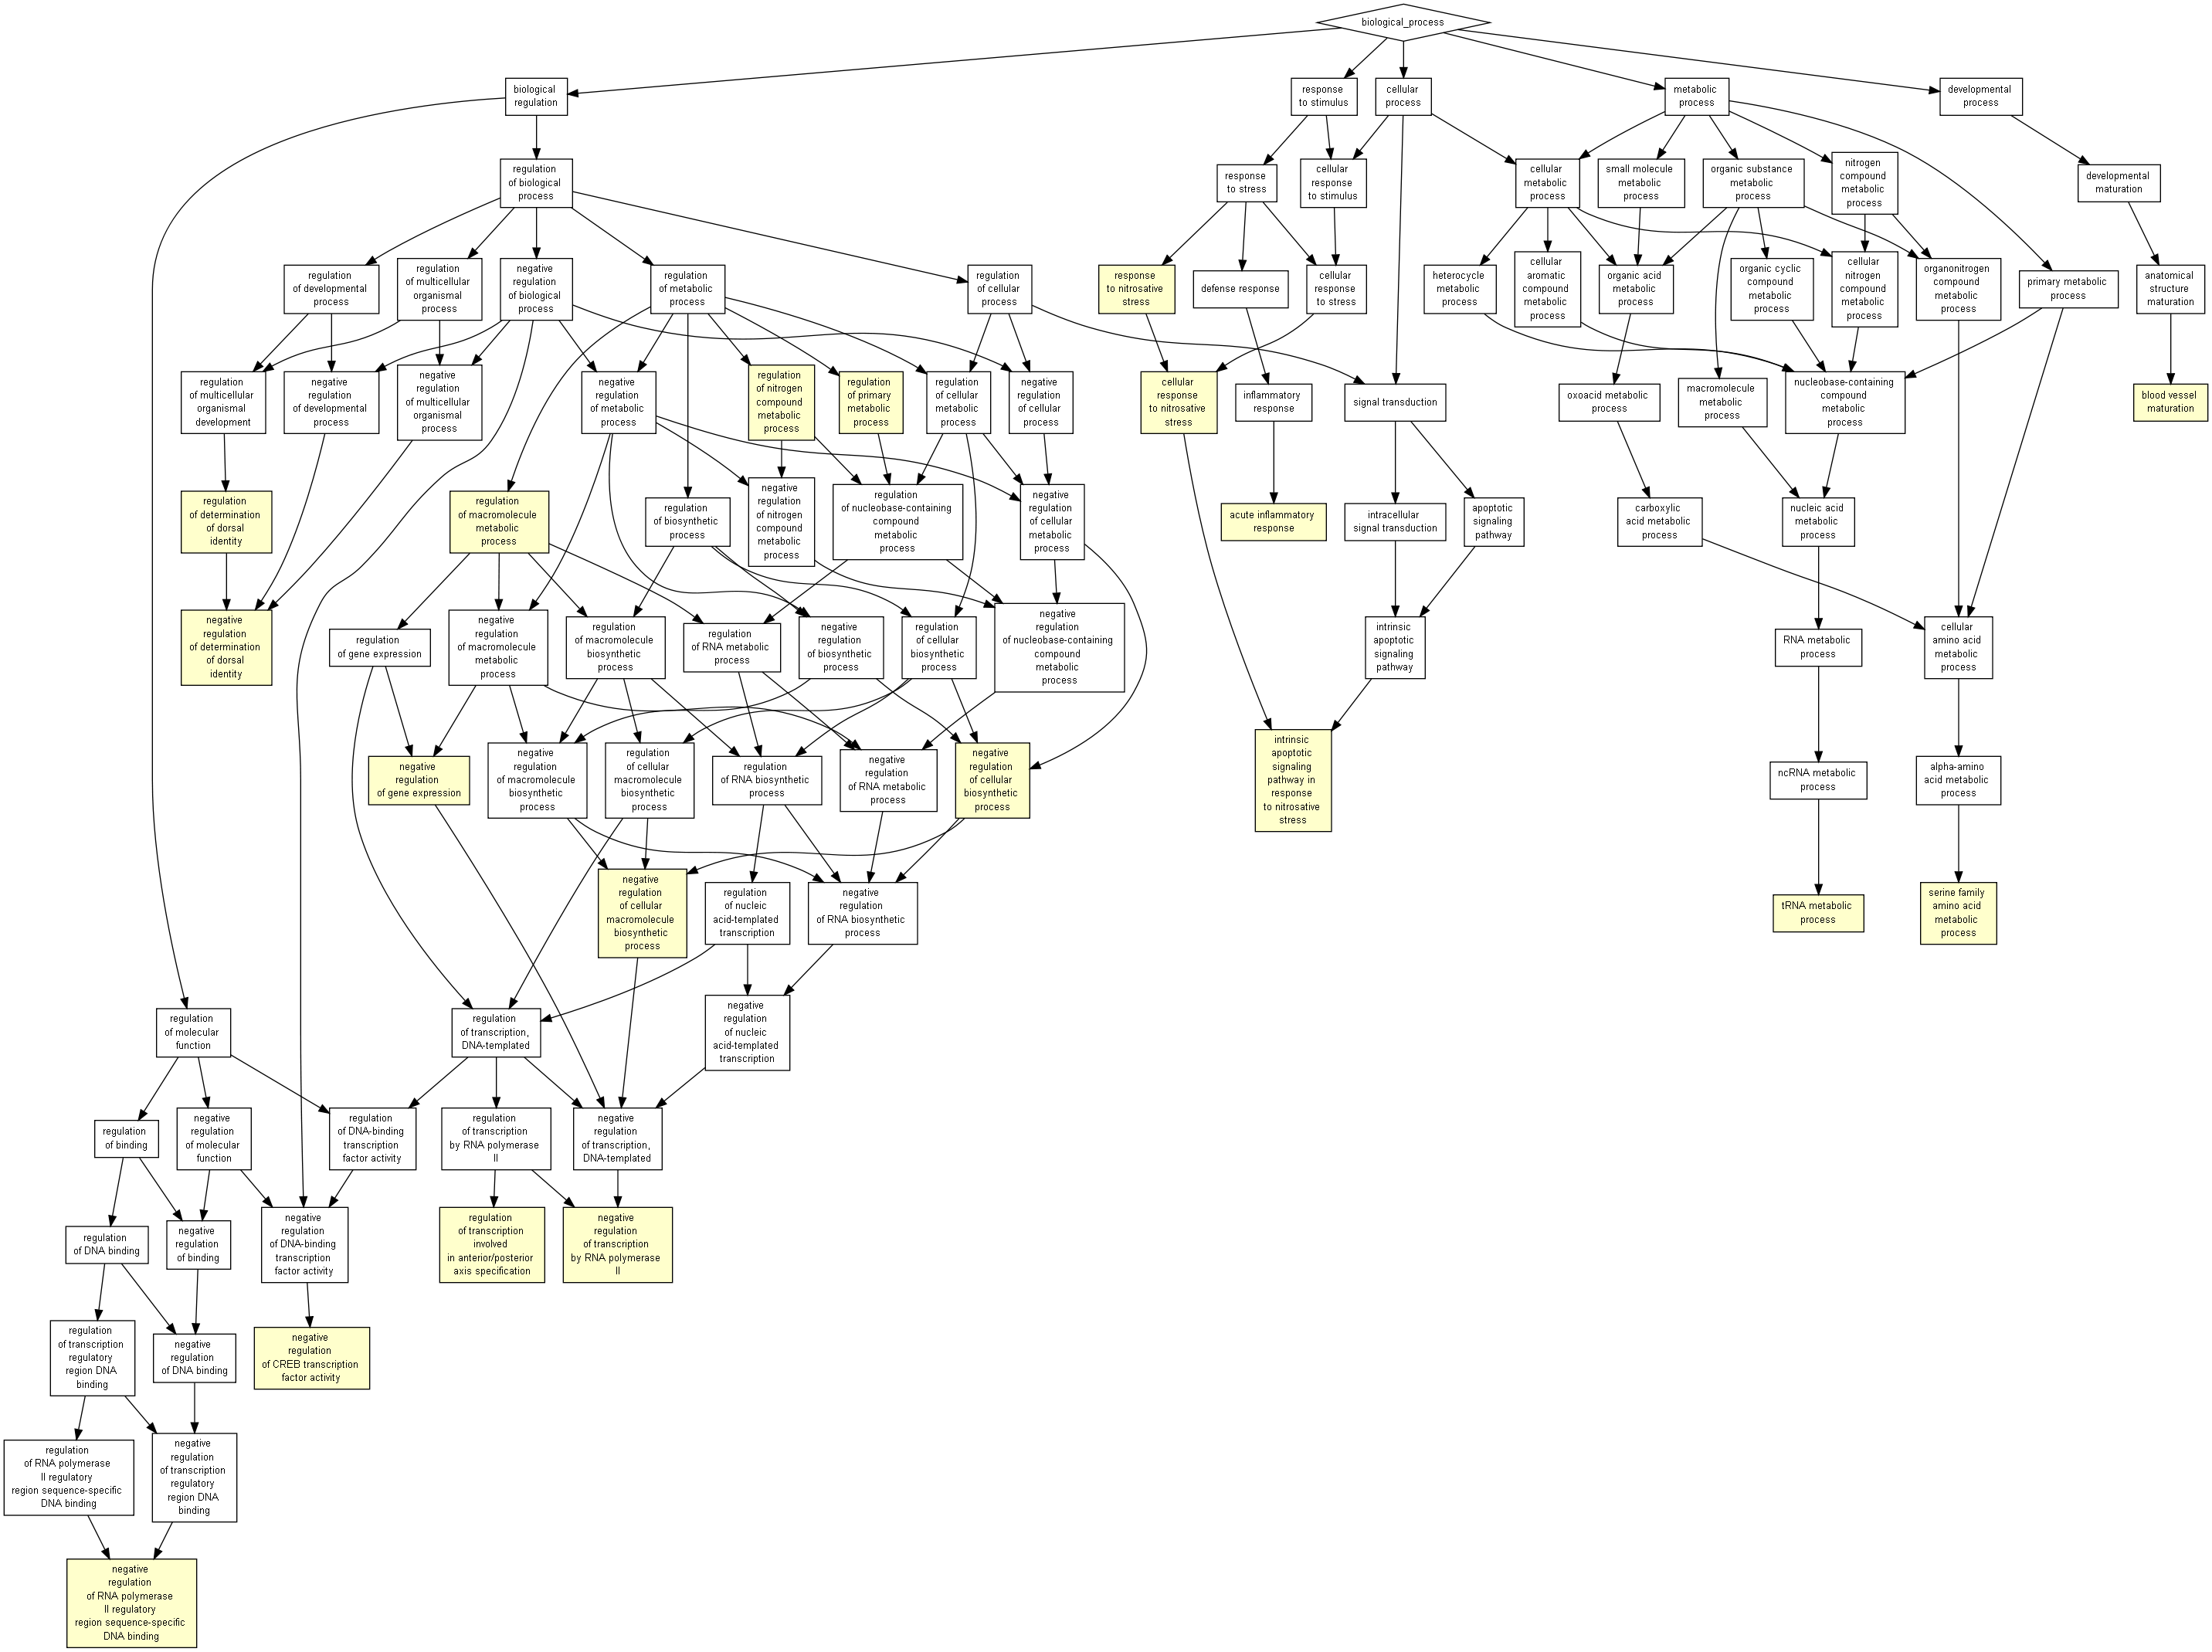 biological_process
biological
regulation
response
to stimulus
cellular
process
metabolic
process
developmental
process
regulation
of biological
process
response
to stress
cellular
response
to stimulus
cellular
metabolic
process
small molecule
metabolic
process
organic substance
metabolic
process
nitrogen
compound
metabolic
process
developmental
maturation
regulation
of developmental
process
regulation
of multicellular
organismal
process
negative
regulation
of biological
process
regulation
of metabolic
process
regulation
of cellular
process
response
to nitrosative
stress
defense response
cellular
response
to stress
heterocycle
metabolic
process
cellular
aromatic
compound
metabolic
process
organic acid
metabolic
process
organic cyclic
compound
metabolic
process
cellular
nitrogen
compound
metabolic
process
organonitrogen
compound
metabolic
process
primary metabolic
process
anatomical
structure
maturation
regulation
of multicellular
organismal
development
negative
regulation
of developmental
process
negative
regulation
of multicellular
organismal
process
negative
regulation
of metabolic
process
regulation
of nitrogen
compound
metabolic
process
regulation
of primary
metabolic
process
regulation
of cellular
metabolic
process
negative
regulation
of cellular
process
cellular
response
to nitrosative
stress
inflammatory
response
signal transduction
oxoacid metabolic
process
macromolecule
metabolic
process
nucleobase-containing
compound
metabolic
process
blood vessel
maturation
regulation
of determination
of dorsal
identity
regulation
of macromolecule
metabolic
process
regulation
of biosynthetic
process
negative
regulation
of nitrogen
compound
metabolic
process
regulation
of nucleobase-containing
compound
metabolic
process
negative
regulation
of cellular
metabolic
process
acute inflammatory
response
intracellular
signal transduction
apoptotic
signaling
pathway
carboxylic
acid metabolic
process
nucleic acid
metabolic
process
negative
regulation
of determination
of dorsal
identity
regulation
of gene expression
negative
regulation
of macromolecule
metabolic
process
regulation
of macromolecule
biosynthetic
process
regulation
of RNA metabolic
process
negative
regulation
of biosynthetic
process
regulation
of cellular
biosynthetic
process
negative
regulation
of nucleobase-containing
compound
metabolic
process
intrinsic
apoptotic
signaling
pathway
RNA metabolic
process
cellular
amino acid
metabolic
process
negative
regulation
of gene expression
negative
regulation
of macromolecule
biosynthetic
process
regulation
of cellular
macromolecule
biosynthetic
process
regulation
of RNA biosynthetic
process
negative
regulation
of RNA metabolic
process
negative
regulation
of cellular
biosynthetic
process
intrinsic
apoptotic
signaling
pathway in
response
to nitrosative
stress
ncRNA metabolic
process
alpha-amino
acid metabolic
process
negative
regulation
of cellular
macromolecule
biosynthetic
process
regulation
of nucleic
acid-templated
transcription
negative
regulation
of RNA biosynthetic
process
tRNA metabolic
process
serine family
amino acid
metabolic
process
regulation
of molecular
function
regulation
of transcription,
DNA-templated
negative
regulation
of nucleic
acid-templated
transcription
regulation
of binding
negative
regulation
of molecular
function
regulation
of DNA-binding
transcription
factor activity
regulation
of transcription
by RNA polymerase
II
negative
regulation
of transcription,
DNA-templated
regulation
of DNA binding
negative
regulation
of binding
negative
regulation
of DNA-binding
transcription
factor activity
regulation
of transcription
involved
in anterior/posterior
axis specification
negative
regulation
of transcription
by RNA polymerase
II
regulation
of transcription
regulatory
region DNA
binding
negative
regulation
of DNA binding
negative
regulation
of CREB transcription
factor activity
regulation
of RNA polymerase
II regulatory
region sequence-specific
DNA binding
negative
regulation
of transcription
regulatory
region DNA
binding
negative
regulation
of RNA polymerase
II regulatory
region sequence-specific
DNA binding